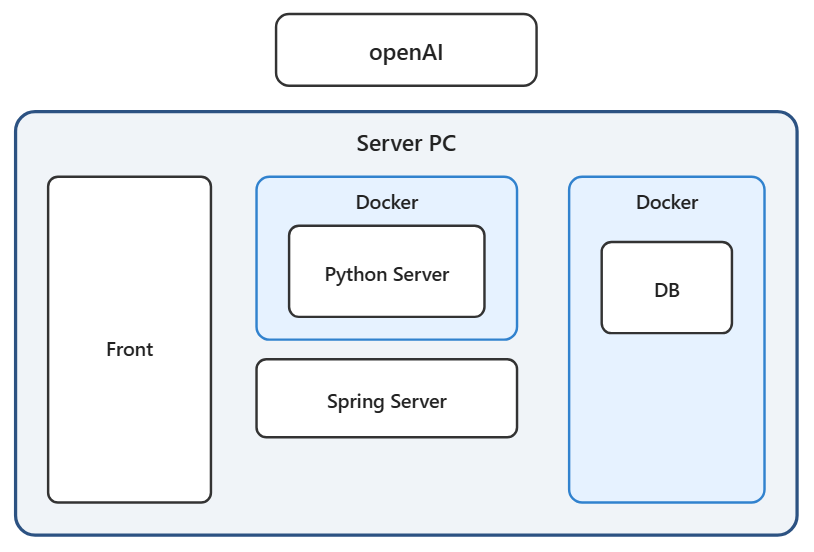 openAI
Server PC
Docker
Docker
Python Server
DB
Front
Spring Server